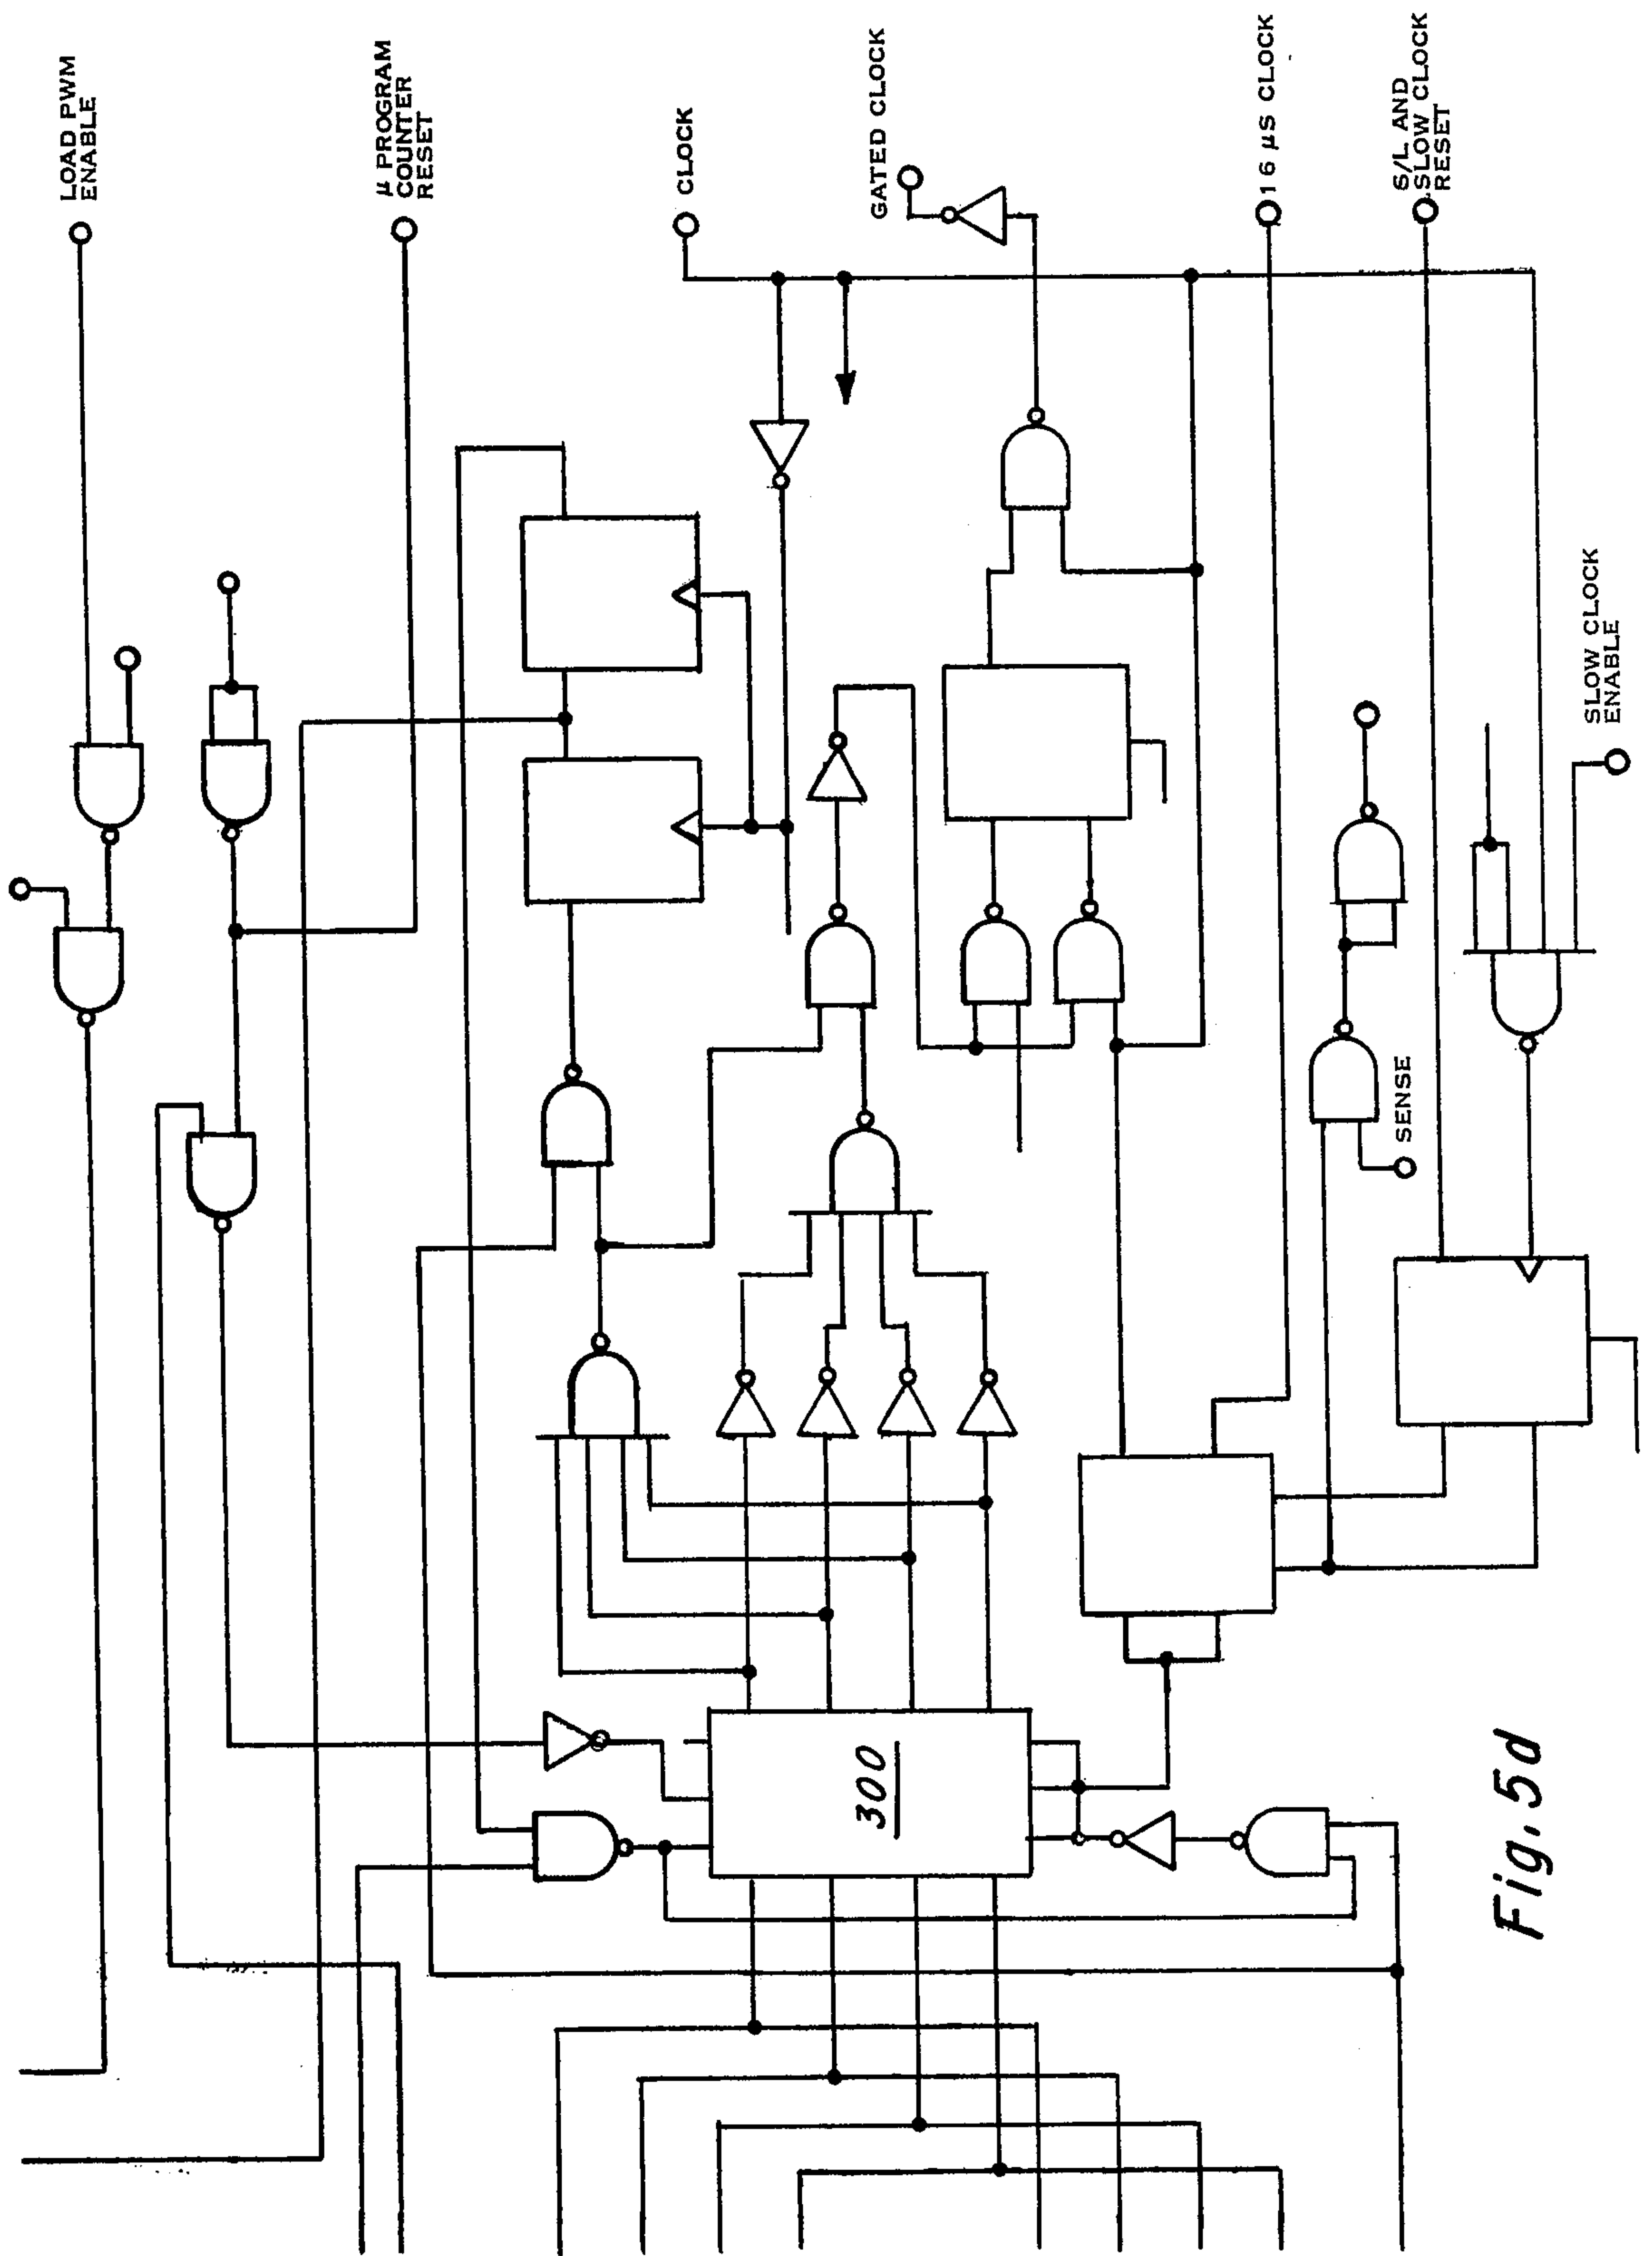 LOAD PWM
ENABLE
μ PROGRAM
COUNTER
RESET
CLOCK
GATED CLOCK
16 μS CLOCK
S/L AND
SLOW CLOCK
RESET
SLOW CLOCK
ENABLE
SENSE
300
Fig. 5d